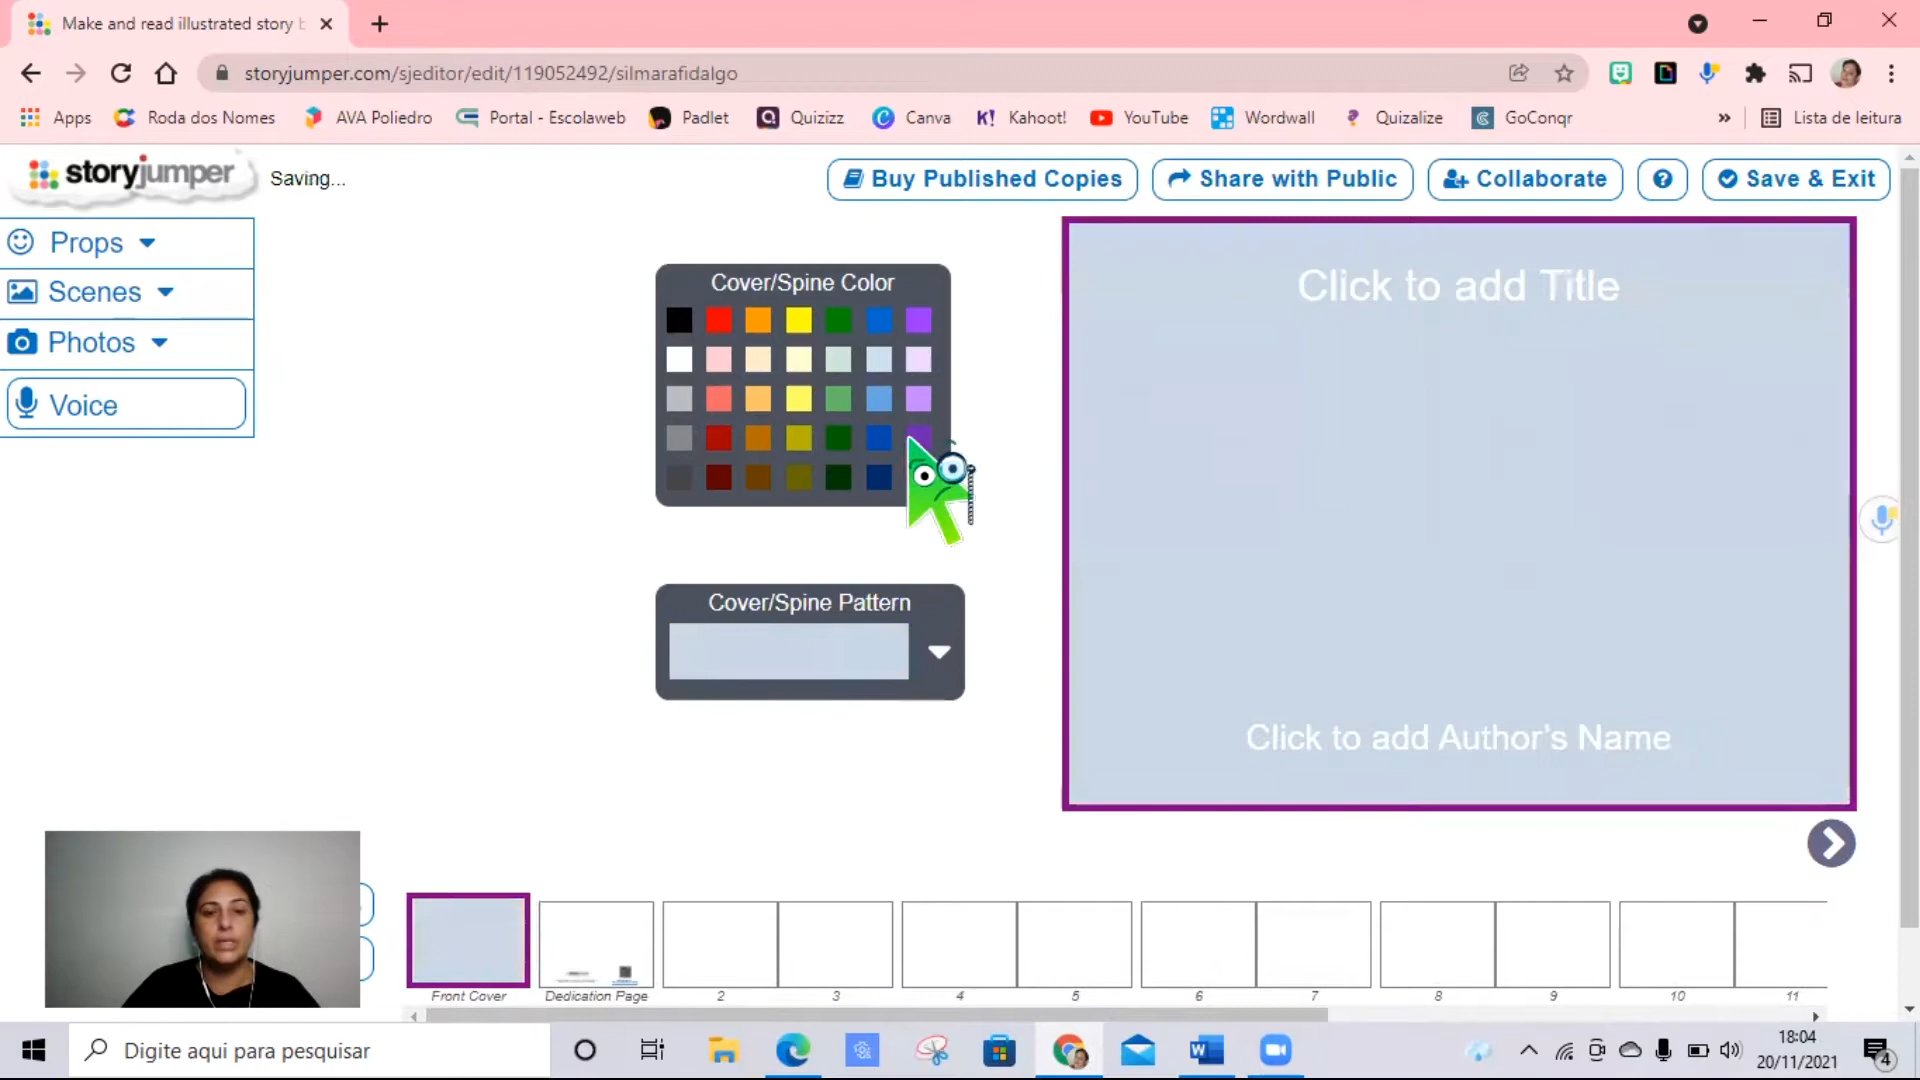 Make and read illustrated story b
storyjumper.com/sjeditor/edit/119052492/silmarafidalgo
Apps
Roda dos Nomes
AVA Poliedro
Portal - Escolaweb
Padlet
Quizizz
Canva
K! Kahoot!
YouTube
Wordwall
Quizalize
GoConqr
»
Lista de leitura
storyjumper
Saving...
Buy Published Copies
Share with Public
Collaborate
?
Save & Exit
Props
Scenes
Photos
Voice
Cover/Spine Color
Cover/Spine Pattern
Click to add Title
Click to add Author's Name
Front Cover
Dedication Page
2
3
4
5
6
7
8
9
10
11
Digite aqui para pesquisar
18:04
20/11/2021
4